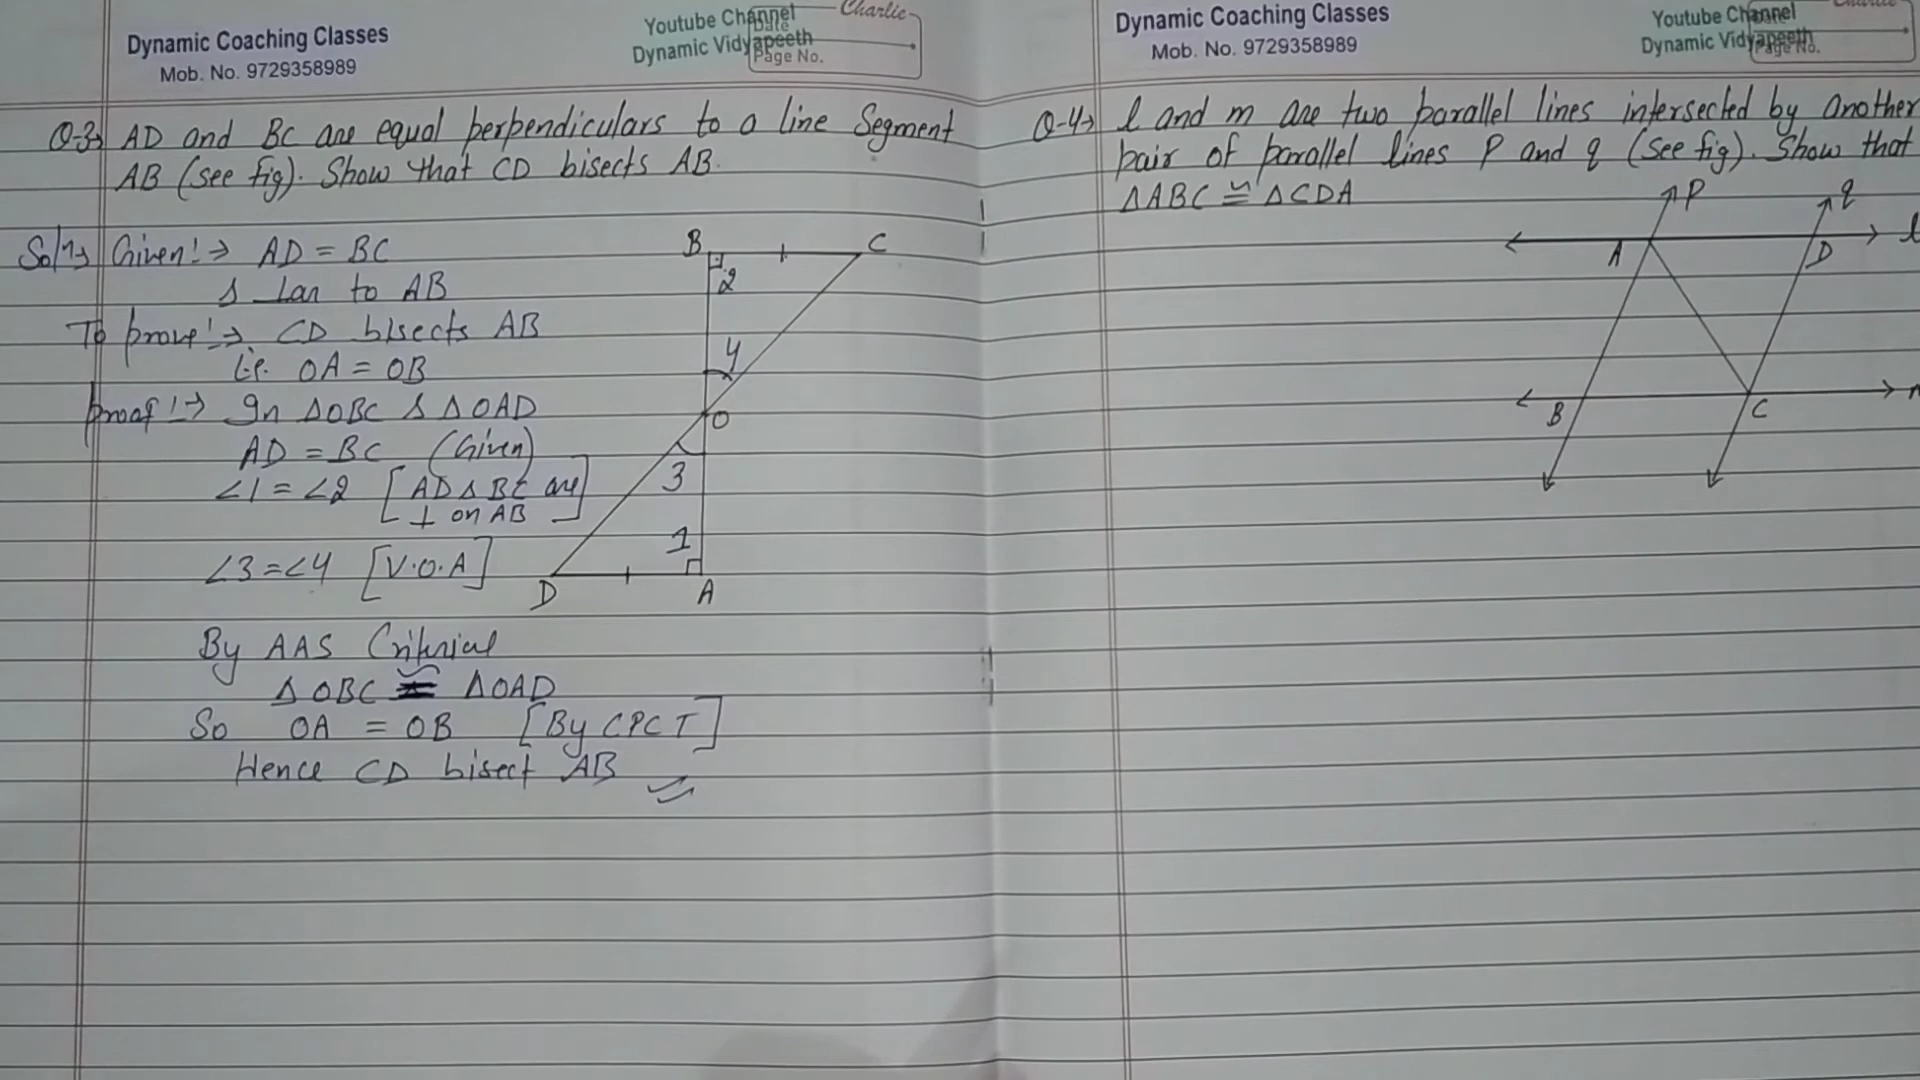 Dynamic Coaching Classes
Mob. No. 9729358989
Youtube Channel
Dynamic Vidyapeeth
Charlie
Date
Page No.
Q-3→ AD and BC are equal perpendiculars to a line Segment
AB (see fig). Show that CD bisects AB.
Sol→ Given:→ AD = BC
& ⊥ar to AB
To prove:→ CD bisects AB
i.e. OA = OB
Proof:→ In ΔOBC & ΔOAD
AD = BC (Given)
∠1 = ∠2 [AD & BC are
⊥ on AB]
∠3 = ∠4 [V.O.A]
By AAS Criteria
ΔOBC ≅ ΔOAD
So OA = OB [By CPCT]
Hence CD bisect AB
B
C
2
4
O
3
1
D
A
Dynamic Coaching Classes
Mob. No. 9729358989
Youtube Channel
Dynamic Vidyapeeth
Page No.
Q-4→ l and m are two parallel lines intersected by another
pair of parallel lines P and q (See fig). Show that
ΔABC ≅ ΔCDA
P
q
l
A
D
B
C